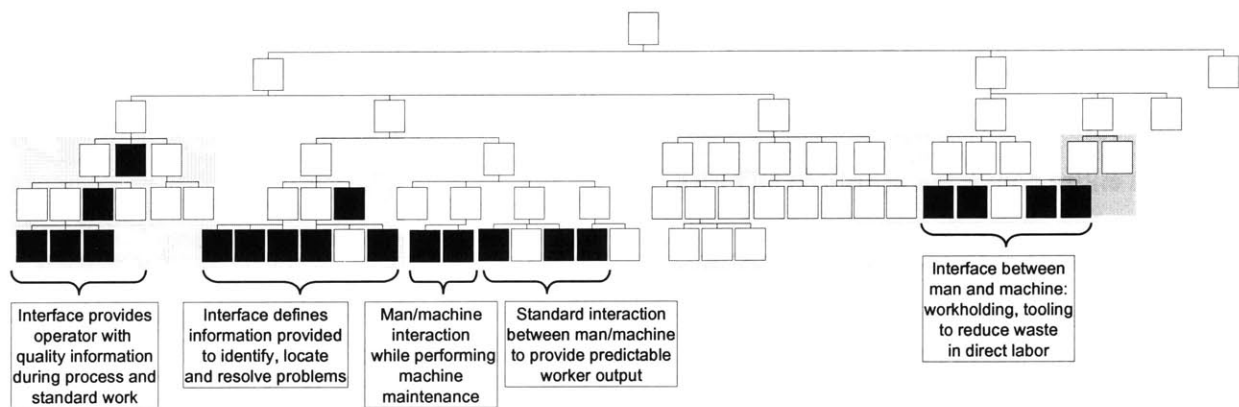 Interface provides
operator with
quality information
during process and
standard work
Interface defines
information provided
to identify, locate
and resolve problems
Man/machine
interaction
while performing
machine
maintenance
Standard interaction
between man/machine
to provide predictable
worker output
Interface between
man and machine:
workholding, tooling
to reduce waste
in direct labor